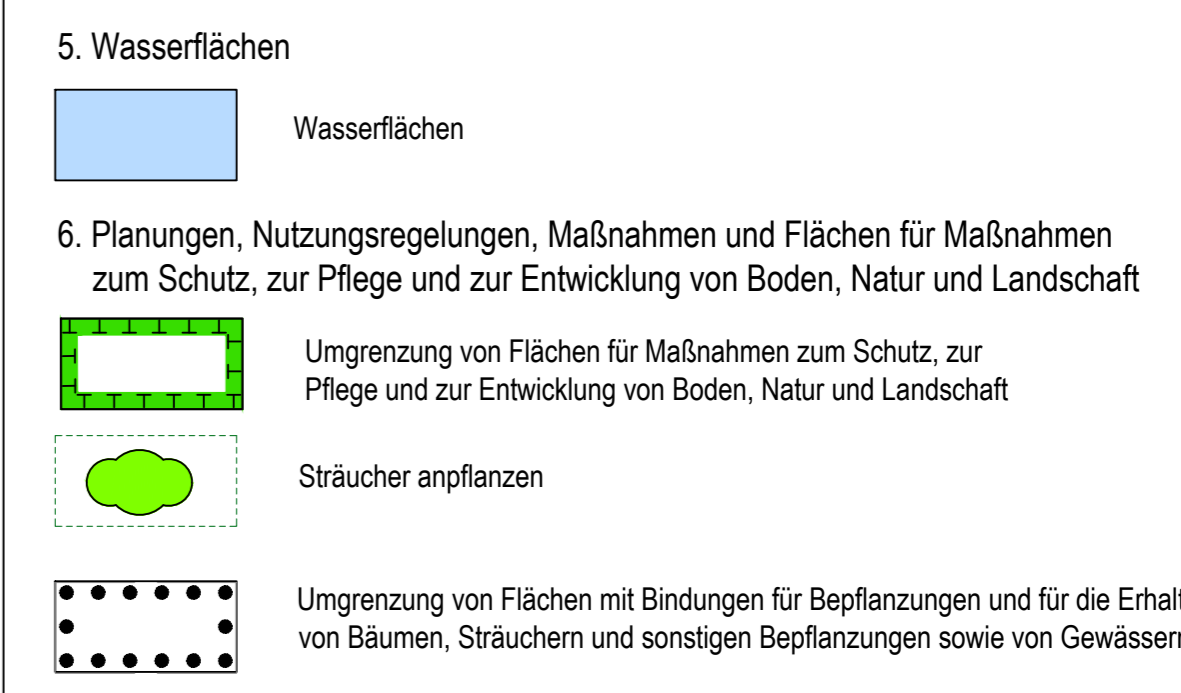 5. Wasserflächen
Wasserflächen
6. Planungen, Nutzungsregelungen, Maßnahmen und Flächen für Maßnahmen
zum Schutz, zur Pflege und zur Entwicklung von Boden, Natur und Landschaft
Umgrenzung von Flächen für Maßnahmen zum Schutz, zur
Pflege und zur Entwicklung von Boden, Natur und Landschaft
Sträucher anpflanzen
Umgrenzung von Flächen mit Bindungen für Bepflanzungen und für die Erhalt
von Bäumen, Sträuchern und sonstigen Bepflanzungen sowie von Gewässern